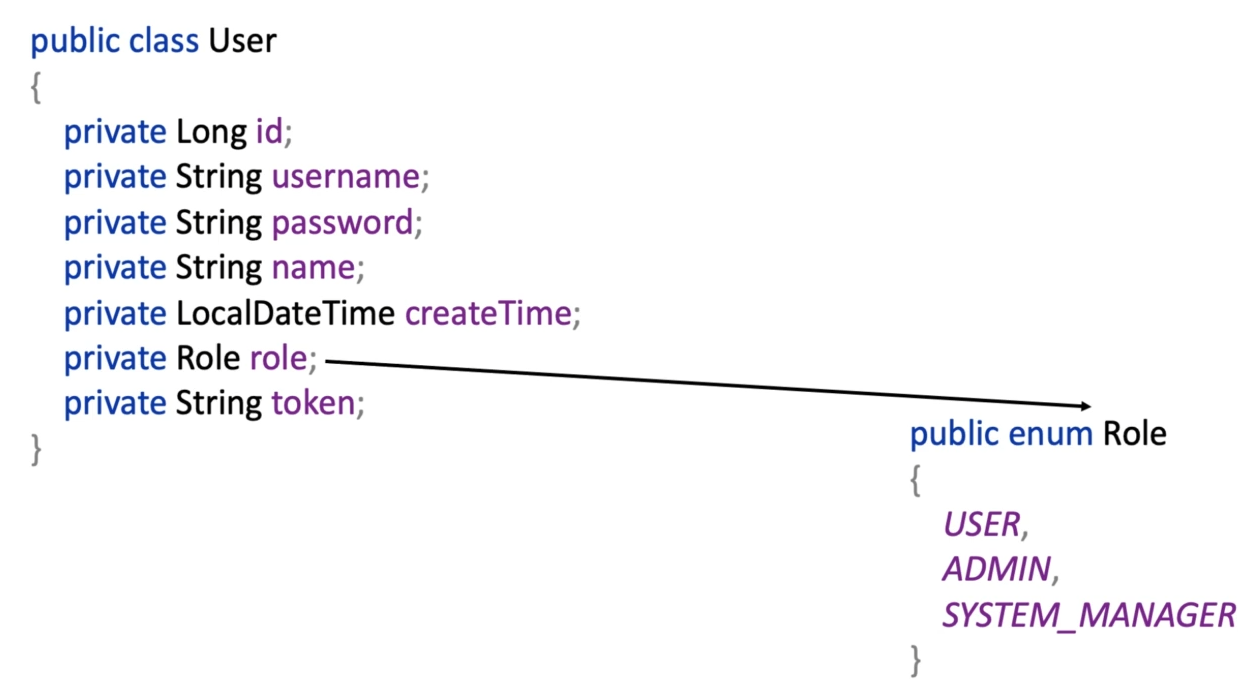 public class User
{
private Long id;
private String username;
private String password;
private String name;
private LocalDateTime createTime;
private Role role;
private String token;
}
public enum Role
{
USER,
ADMIN,
SYSTEM_MANAGER
}